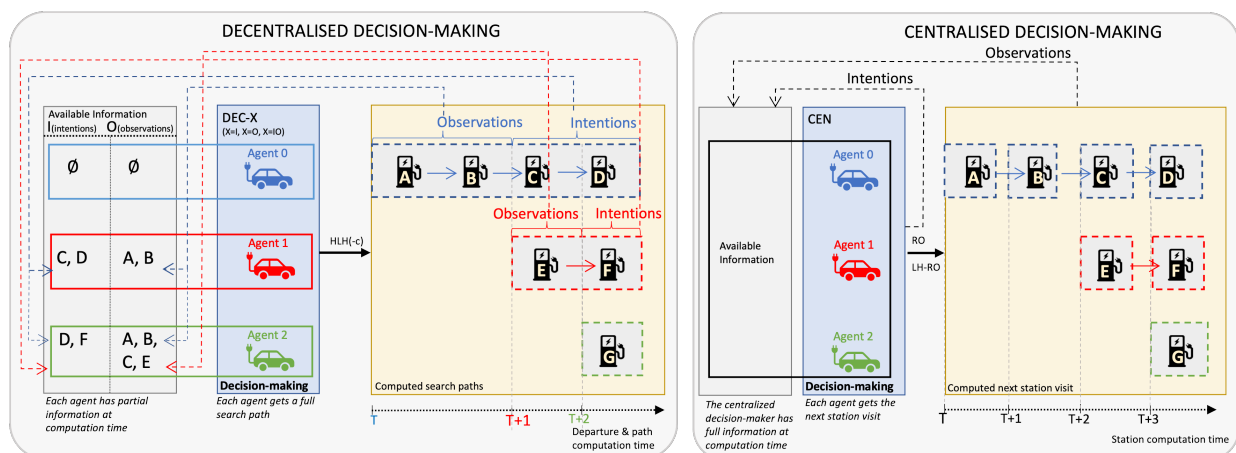 DECENTRALISED DECISION-MAKING
Available Information
I(intentions) O(observations)
DEC-X
(X=I, X=O, X=IO)
Observations
Intentions
Ø
Ø
Agent 0
A
B
C
D
Observations
Intentions
C, D
A, B
Agent 1
HLH(-c)
E
F
D, F
A, B,
C, E
Agent 2
G
Decision-making
Computed search paths
Each agent has partial
information at
computation time
Each agent gets a full
search path
T
T+1
T+2
Departure & path
computation time
CENTRALISED DECISION-MAKING
Observations
Intentions
CEN
Agent 0
A
B
C
D
Available
Information
Agent 1
RO
LH-RO
E
F
Agent 2
G
Decision-making
Computed next station visit
The centralized
decision-maker has
full information at
computation time
Each agent gets the
next station visit
T
T+1
T+2
T+3
Station computation time